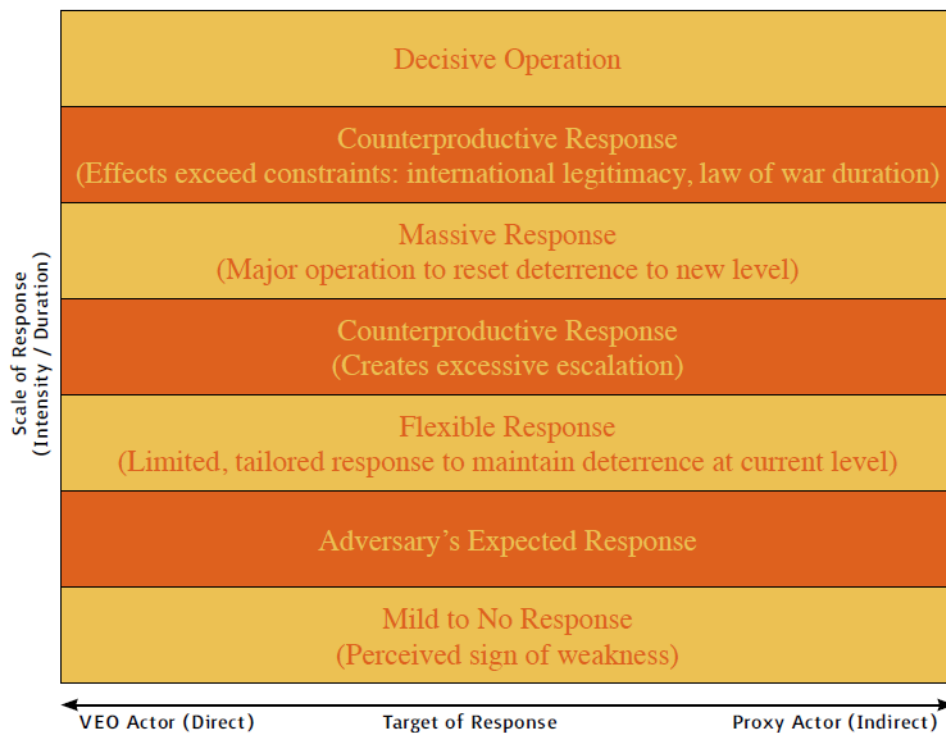 Decisive Operation
Counterproductive Response
(Effects exceed constraints: international legitimacy, law of war duration)
Massive Response
(Major operation to reset deterrence to new level)
Counterproductive Response
(Creates excessive escalation)
Flexible Response
(Limited, tailored response to maintain deterrence at current level)
Adversary’s Expected Response
Mild to No Response
(Perceived sign of weakness)
Scale of Response
(Intensity / Duration)
VEO Actor (Direct)
Target of Response
Proxy Actor (Indirect)